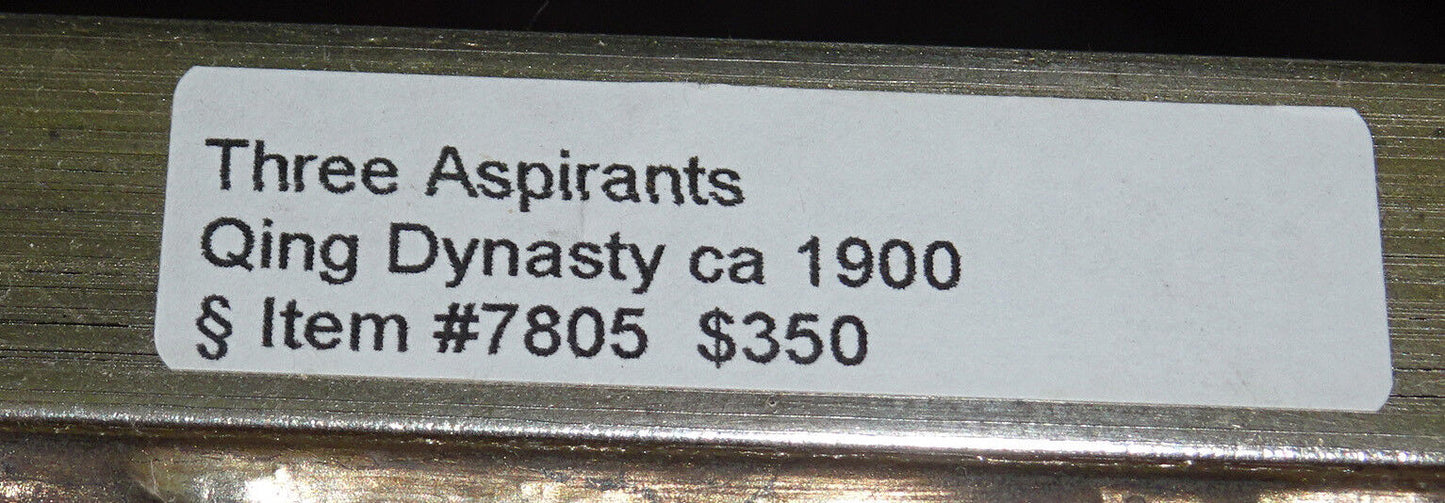 Three Aspirants
Qing Dynasty ca 1900
§ Item #7805 $350